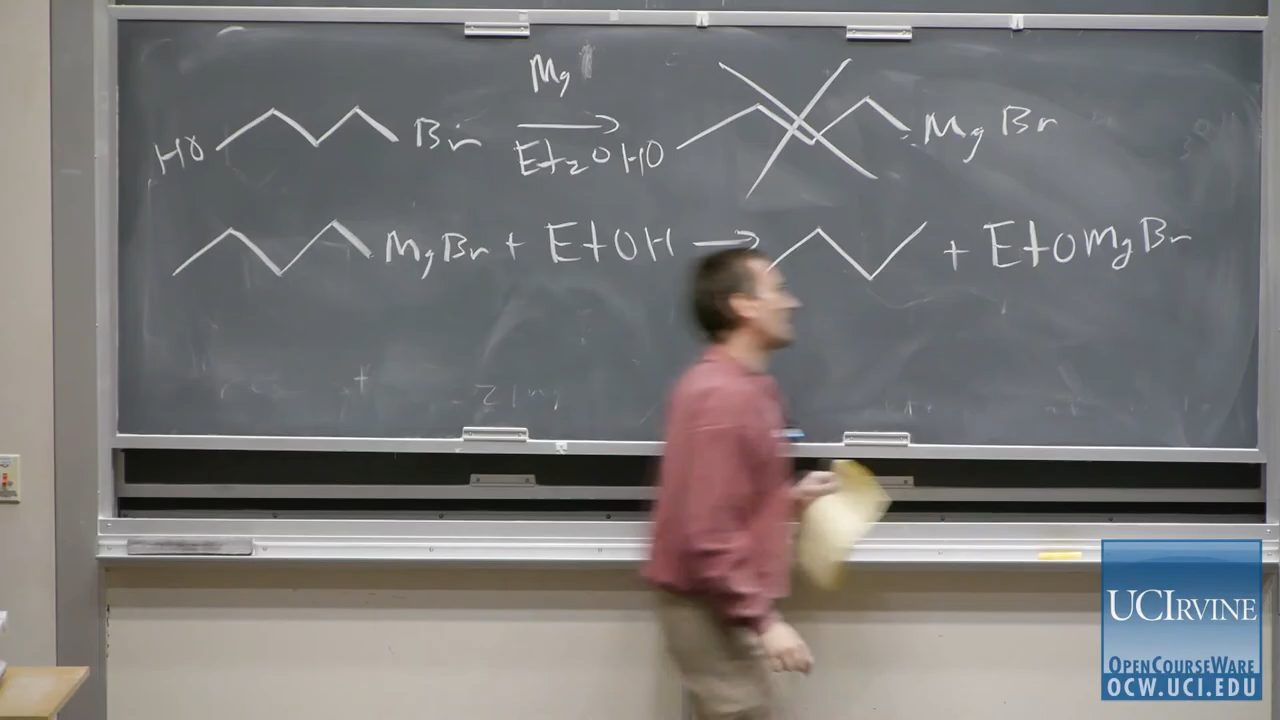 Mg
HO Br → Et₂O HO MgBr
MgBr + EtOH → + EtOMgBr
UCIRVINE
OPENCOURSEWARE
OCW.UCI.EDU